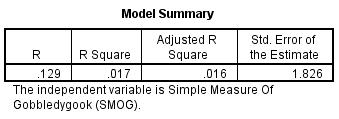 Model Summary
R R Square Adjusted R Square Std. Error of the Estimate
.129 .017 .016 1.826
The independent variable is Simple Measure Of
Gobbledygook (SMOG).